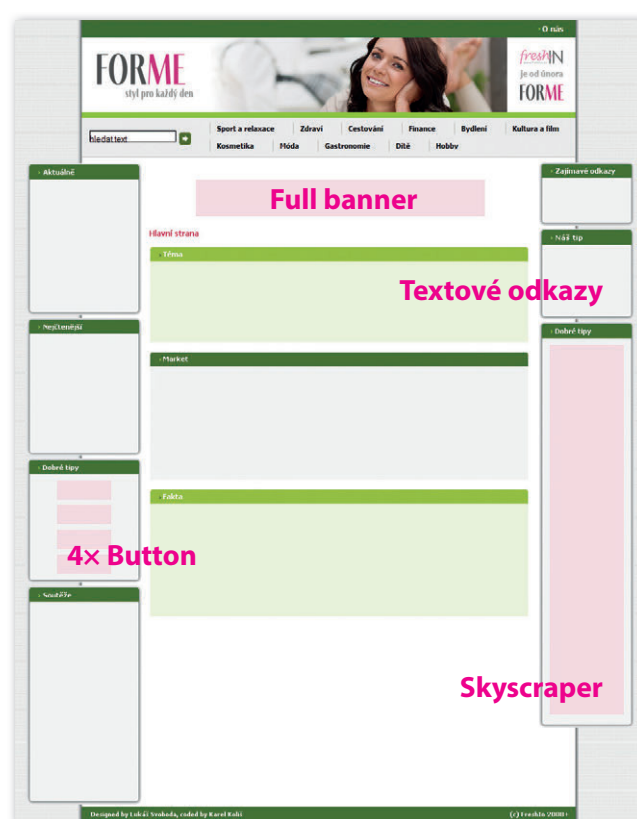 · O nás
FORME
styl pro každý den
freshIN
je od února
FORME
hledat text
Sport a relaxace
Zdraví
Cestování
Finance
Bydlení
Kultura a film
Kosmetika
Móda
Gastronomie
Dítě
Hobby
› Aktuálně
› Zajímavé odkazy
Full banner
Hlavní strana
› Náš tip
› Téma
Textové odkazy
› Nejčtenější
› Dobré tipy
› Market
› Dobré tipy
› Fakta
4× Button
› Soutěže
Skyscraper
Designed by Lukáš Svoboda, coded by Karel
(c) FreshIn 2008 ›